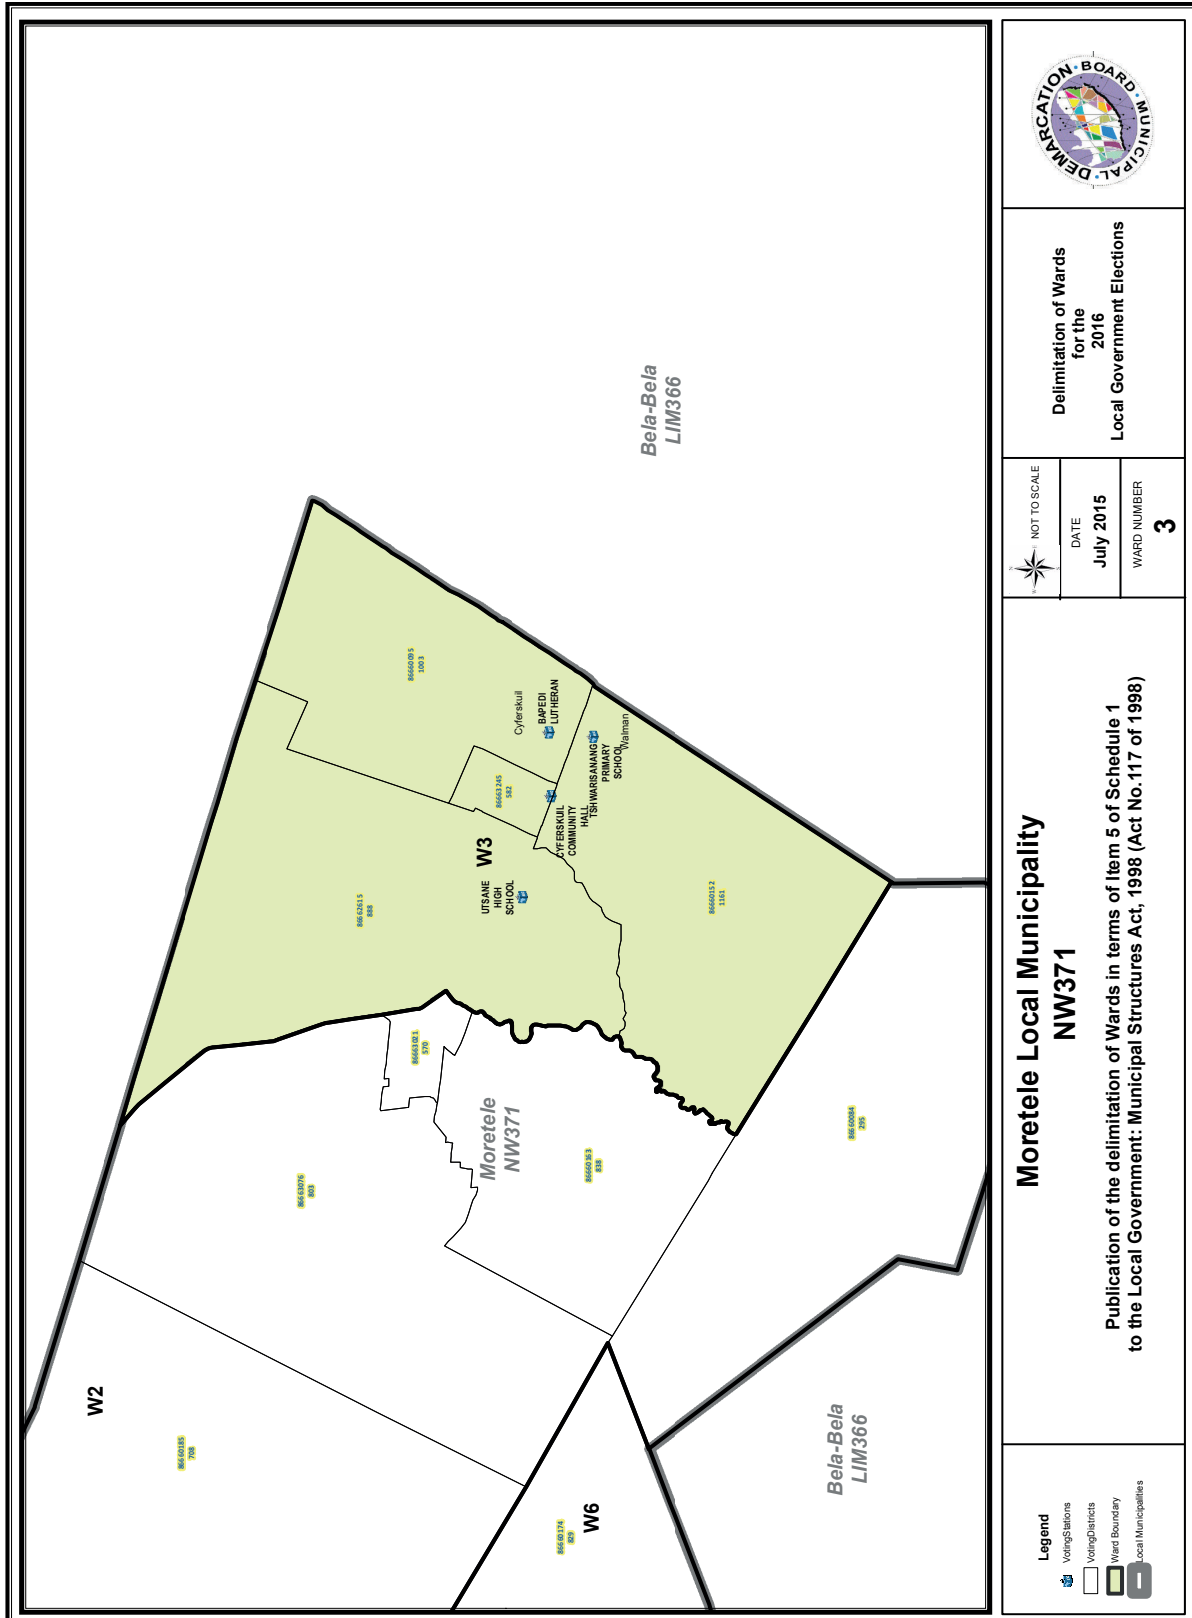 W2
86660185
708
86663076
803
W6
86660174
829
Moretele
NW371
86663021
570
86660163
838
86660084
295
Bela-Bela
LIM366
W3
86662615
888
UTSANE
HIGH
SCHOOL
86663245
582
CYFERSKUIL
COMMUNITY
HALL
86660095
1003
Cyferskuil
BAPEDI
LUTHERAN
TSHWARISANANG
PRIMARY
SCHOOL
Walman
86660152
1161
Bela-Bela
LIM366
Legend
VotingStations
VotingDistricts
Ward Boundary
Local Municipalities
Moretele Local Municipality
NW371
Publication of the delimitation of Wards in terms of Item 5 of Schedule 1
to the Local Government: Municipal Structures Act, 1998 (Act No.117 of 1998)
N
W
E
S
NOT TO SCALE
DATE
July 2015
WARD NUMBER
3
Delimitation of Wards
for the
2016
Local Government Elections
MUNICIPAL DEMARCATION BOARD